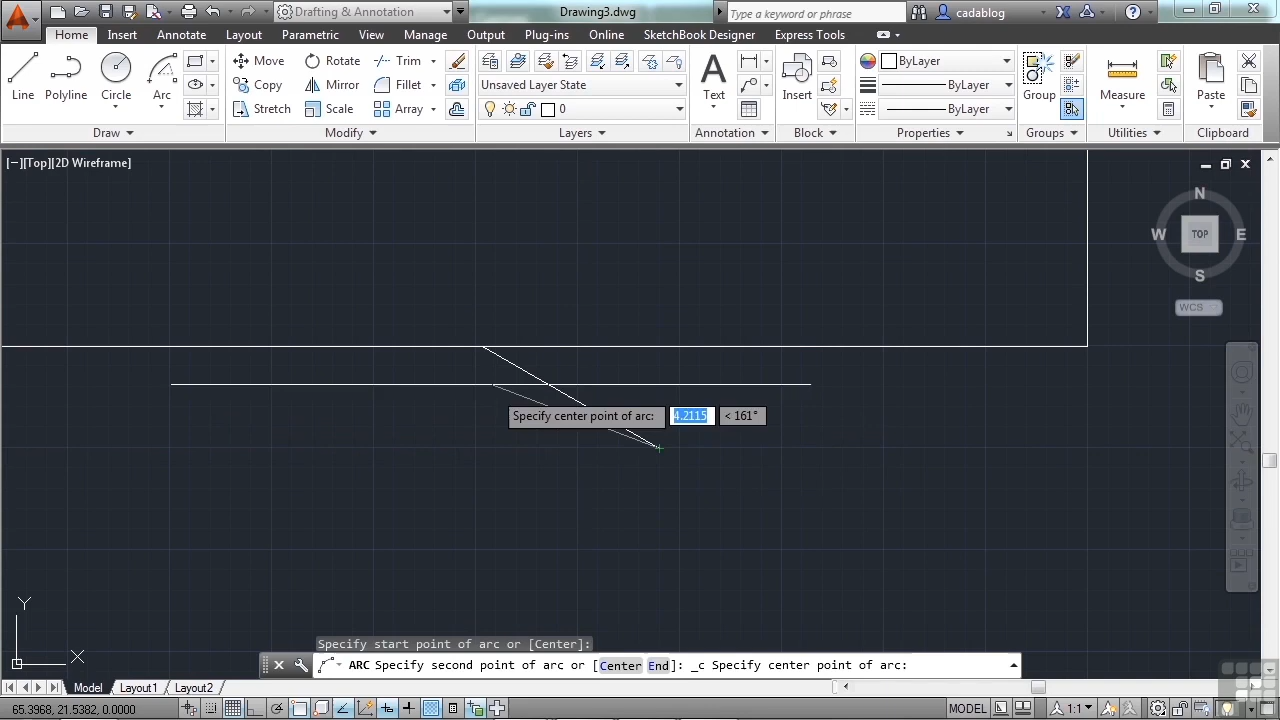 Drafting & Annotation
Drawing3.dwg
Type a keyword or phrase
cadablog
Home Insert Annotate Layout Parametric View Manage Output Plug-ins Online SketchBook Designer Express Tools
Move Rotate Trim
Unsaved Layer State
ByLayer
Line Polyline Circle Arc
Copy Mirror Fillet
Text Insert
ByLayer
Group Measure Paste
Stretch Scale Array
0
ByLayer
Draw Modify Layers Annotation Block Properties Groups Utilities Clipboard
[−][Top][2D Wireframe]
N
W TOP E
S
WCS
Specify center point of arc: 4.2115 < 161°
Y
X
Specify start point of arc or [Center]:
ARC Specify second point of arc or [Center End]: _c Specify center point of arc:
Model Layout1 Layout2
65.3968, 21.5382, 0.0000
MODEL 1:1